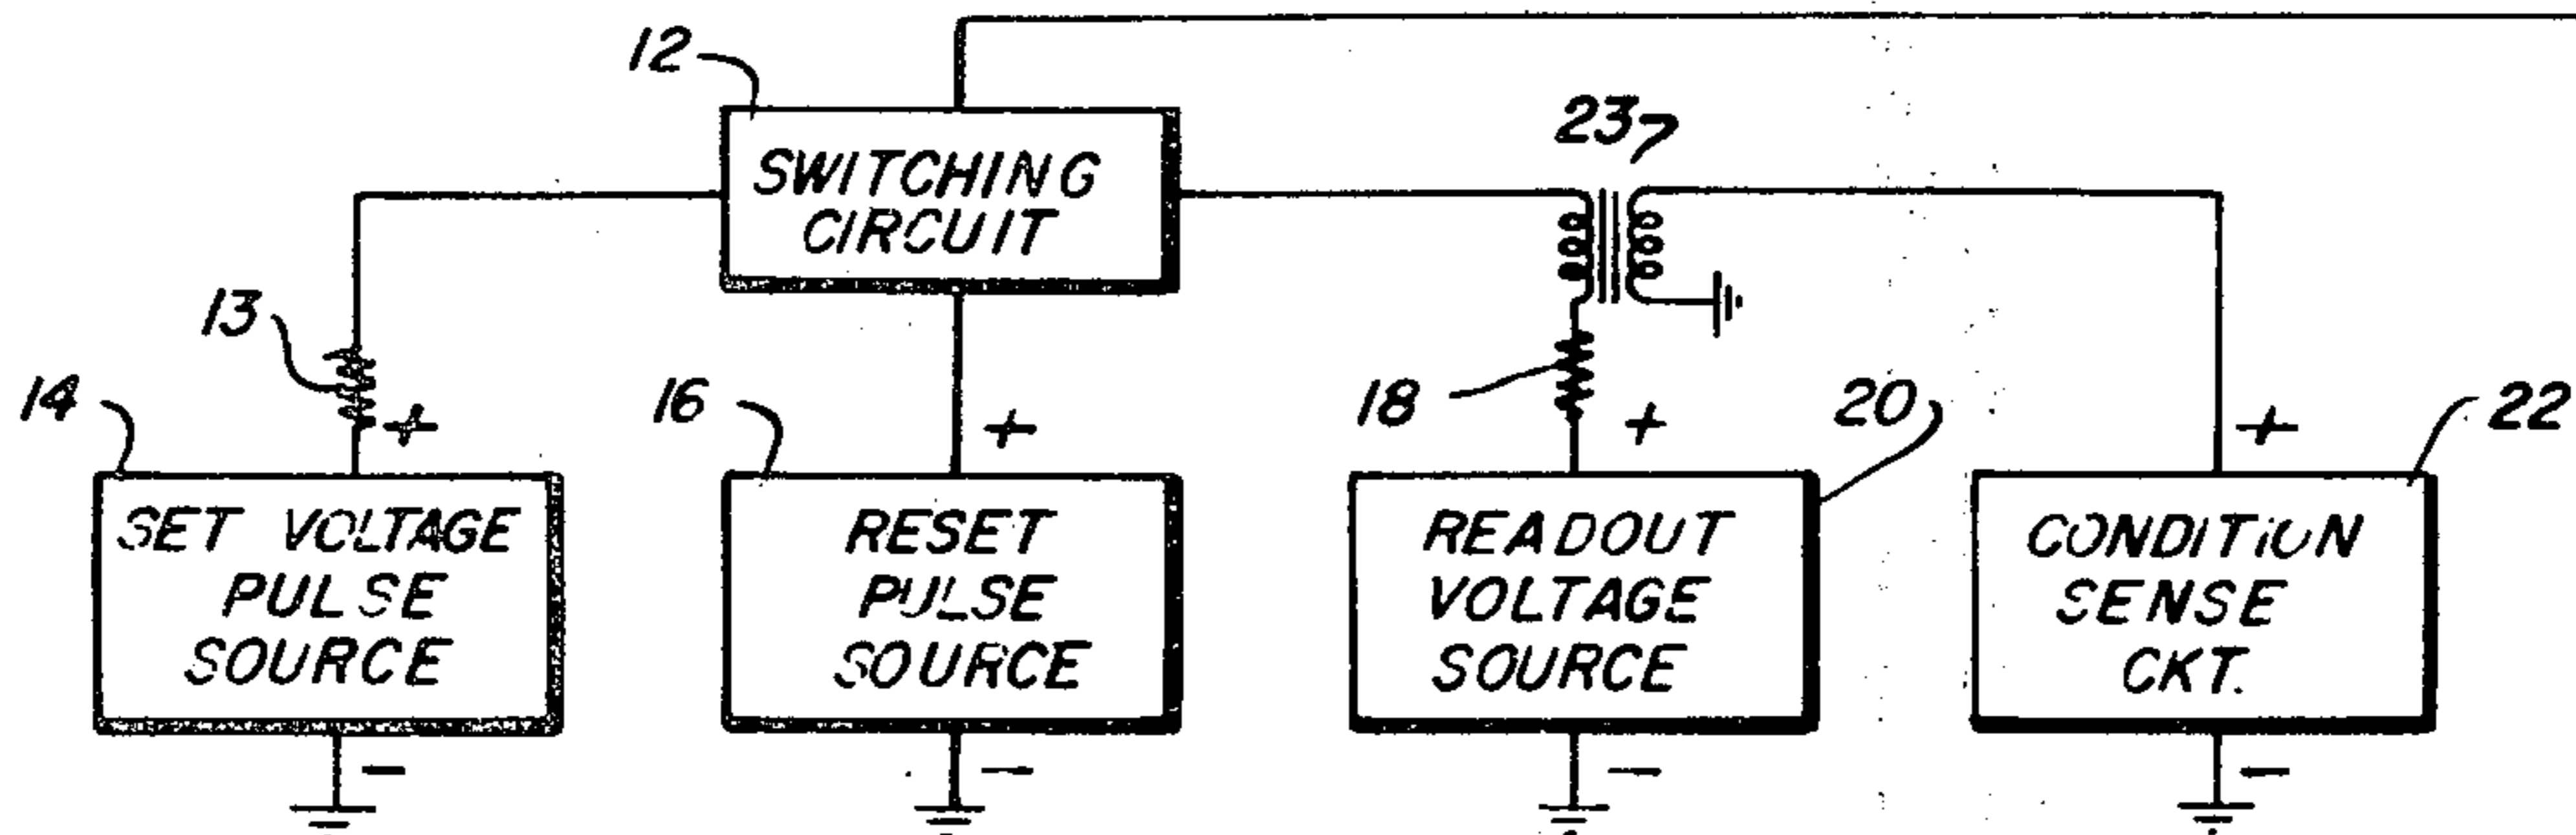 12
SWITCHING
CIRCUIT
23
13
14
+
16
+
18
+
20
+
22
SET VOLTAGE
PULSE
SOURCE
RESET
PULSE
SOURCE
READOUT
VOLTAGE
SOURCE
CONDITION
SENSE
CKT.
-
-
-
-